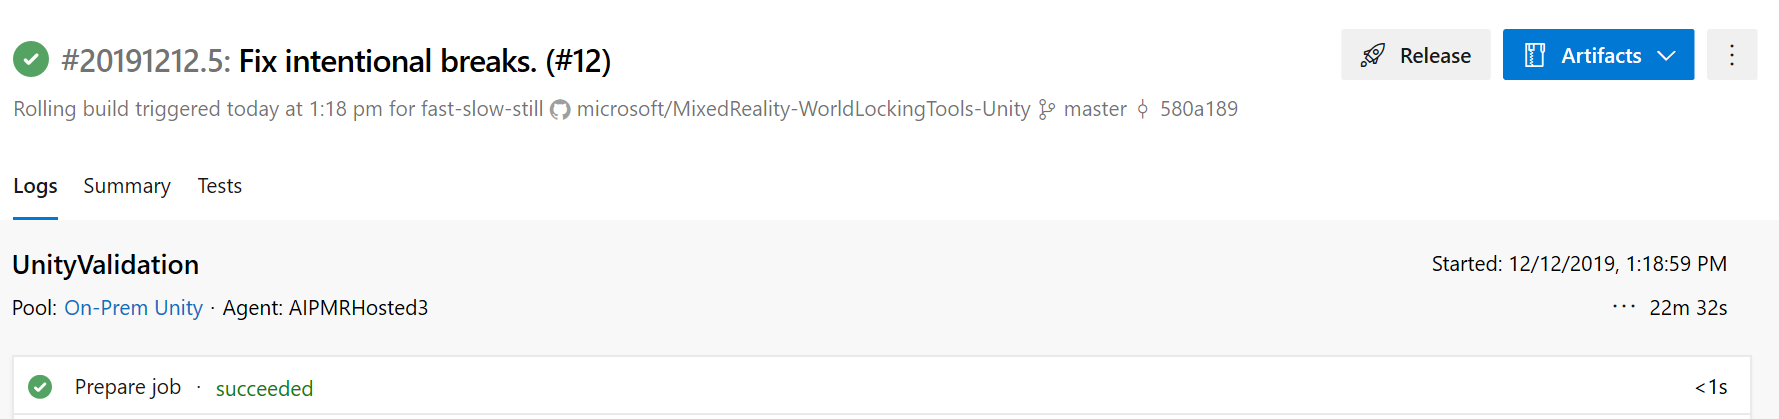 #20191212.5: Fix intentional breaks. (#12)
Release
Artifacts
Rolling build triggered today at 1:18 pm for fast-slow-still microsoft/MixedReality-WorldLockingTools-Unity master 580a189
Logs Summary Tests
UnityValidation
Started: 12/12/2019, 1:18:59 PM
Pool: On-Prem Unity · Agent: AIPMRHosted3
··· 22m 32s
Prepare job · succeeded
<1s